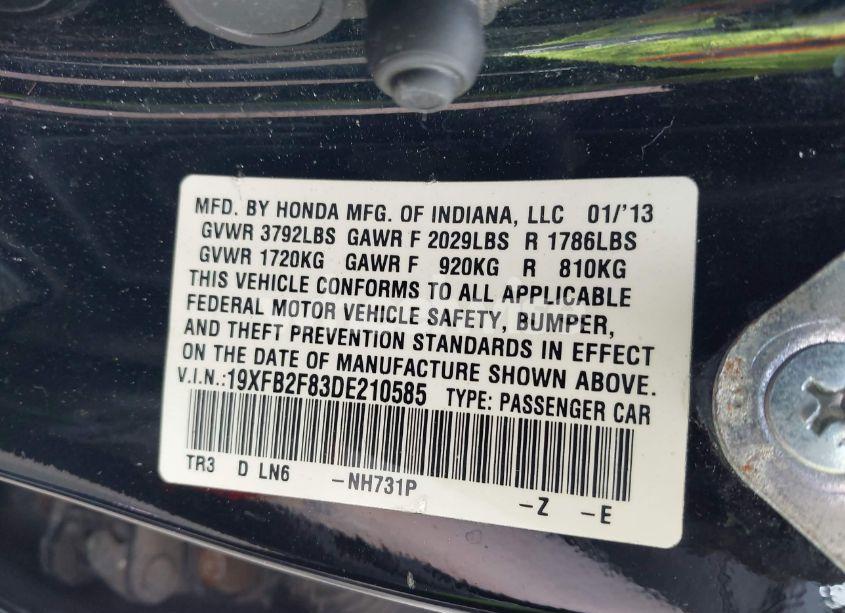 MFD. BY HONDA MFG. OF INDIANA, LLC 01/'13
GVWR 3792LBS GAWR F 2029LBS R 1786LBS
GVWR 1720KG GAWR F 920KG R 810KG
THIS VEHICLE CONFORMS TO ALL APPLICABLE
FEDERAL MOTOR VEHICLE SAFETY, BUMPER,
AND THEFT PREVENTION STANDARDS IN EFFECT
ON THE DATE OF MANUFACTURE SHOWN ABOVE.
V.I.N.:19XFB2F83DE210585 TYPE: PASSENGER CAR
TR3 D LN6 -NH731P -Z -E